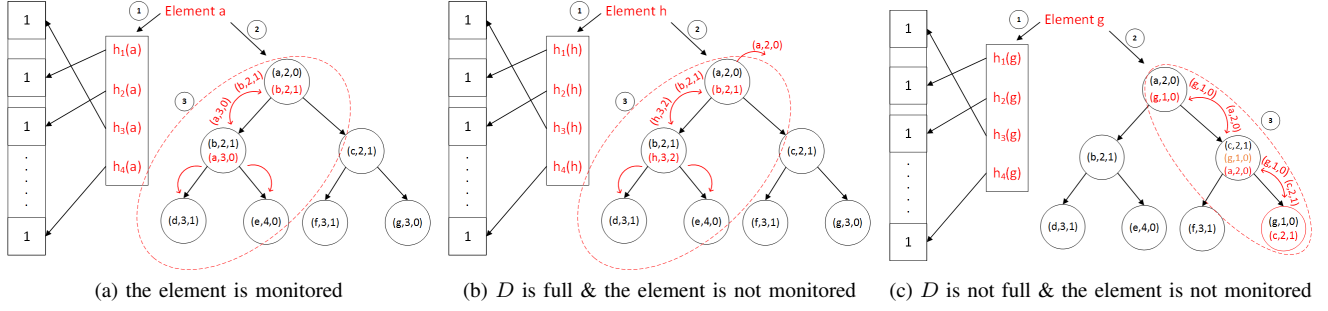 1
1
1
1
1
Element a
2
h1(a)
h2(a)
h3(a)
h4(a)
3
(a,2,0)
(b,2,1)
(a,3,0)
(b,2,1)
(b,2,1)
(a,3,0)
(c,2,1)
(d,3,1)
(e,4,0)
(f,3,1)
(g,3,0)
(a) the element is monitored
1
1
1
1
1
Element h
2
h1(h)
h2(h)
h3(h)
h4(h)
3
(a,2,0)
(a,2,0)
(b,2,1)
(h,3,2)
(b,2,1)
(b,2,1)
(h,3,2)
(c,2,1)
(d,3,1)
(e,4,0)
(f,3,1)
(g,3,0)
(b) D is full & the element is not monitored
1
1
1
1
1
Element g
2
h1(g)
h2(g)
h3(g)
h4(g)
3
(a,2,0)
(g,1,0)
(g,1,0)
(a,2,0)
(b,2,1)
(c,2,1)
(g,1,0)
(a,2,0)
(g,1,0)
(c,2,1)
(d,3,1)
(e,4,0)
(f,3,1)
(g,1,0)
(c,2,1)
(c) D is not full & the element is not monitored